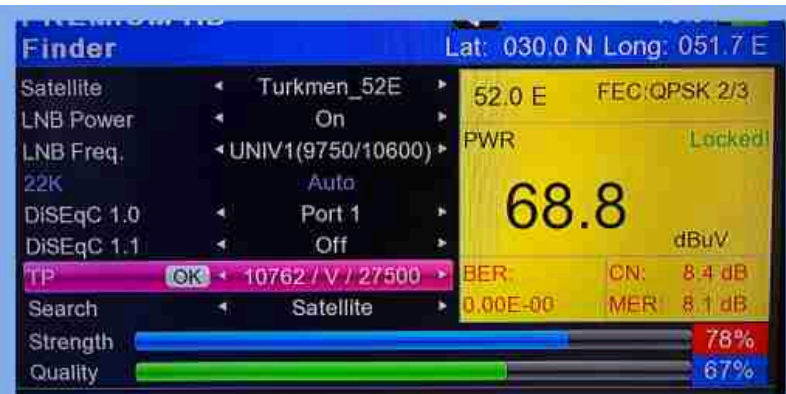 Finder
Lat: 030.0 N Long: 051.7 E
Satellite Turkmen_52E
LNB Power On
LNB Freq. UNIV1(9750/10600)
22K Auto
DiSEqC 1.0 Port 1
DiSEqC 1.1 Off
TP OK 10762 / V / 27500
Search Satellite
52.0 E FEC:QPSK 2/3
PWR Locked!
68.8
dBuV
BER: CN: 8.4 dB
0.00E-00 MER: 8.1 dB
Strength 78%
Quality 67%